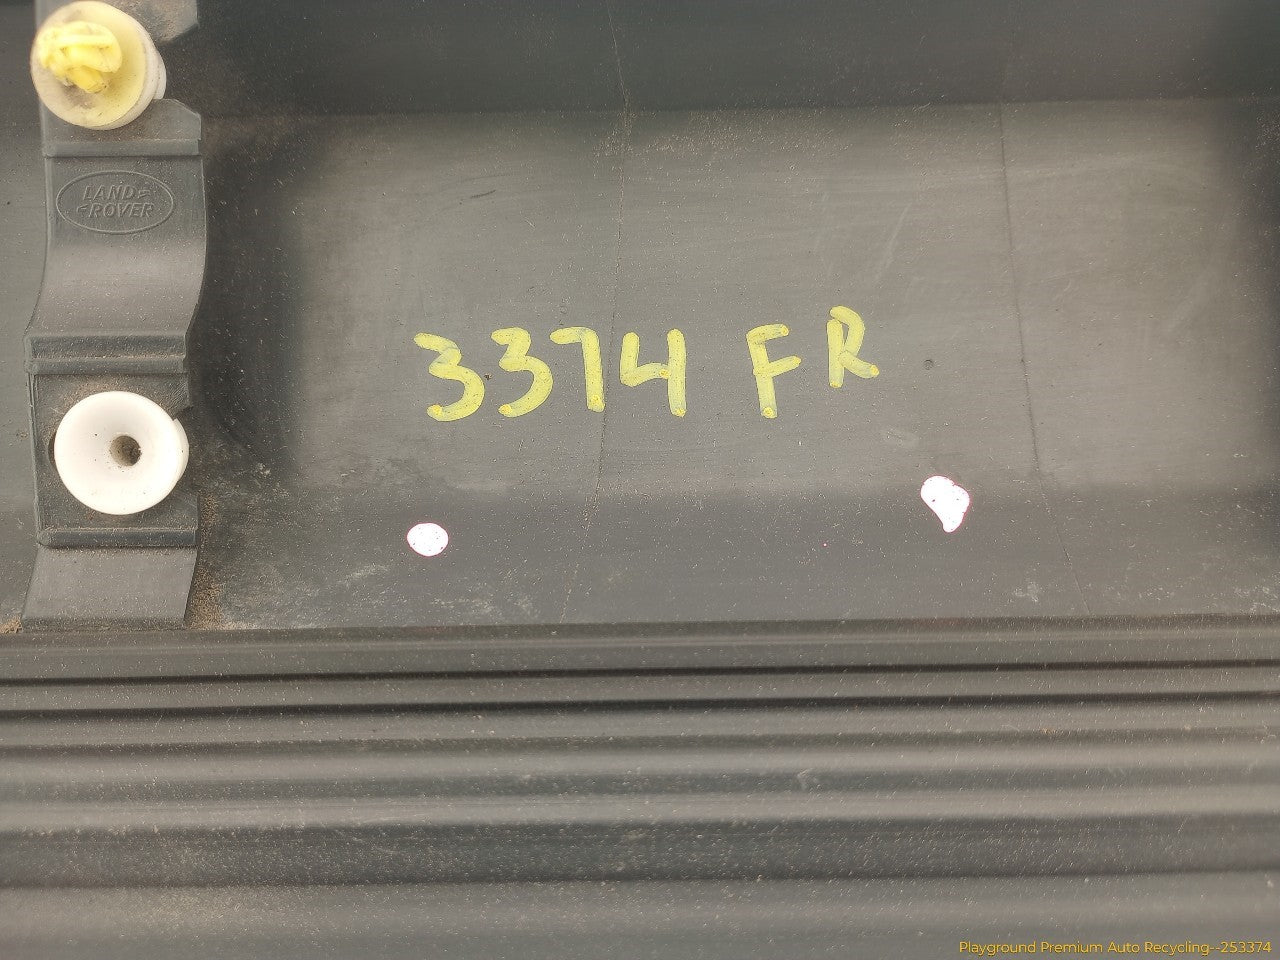 LAND
ROVER
3374 FR
Playground Premium Auto Recycling--253374